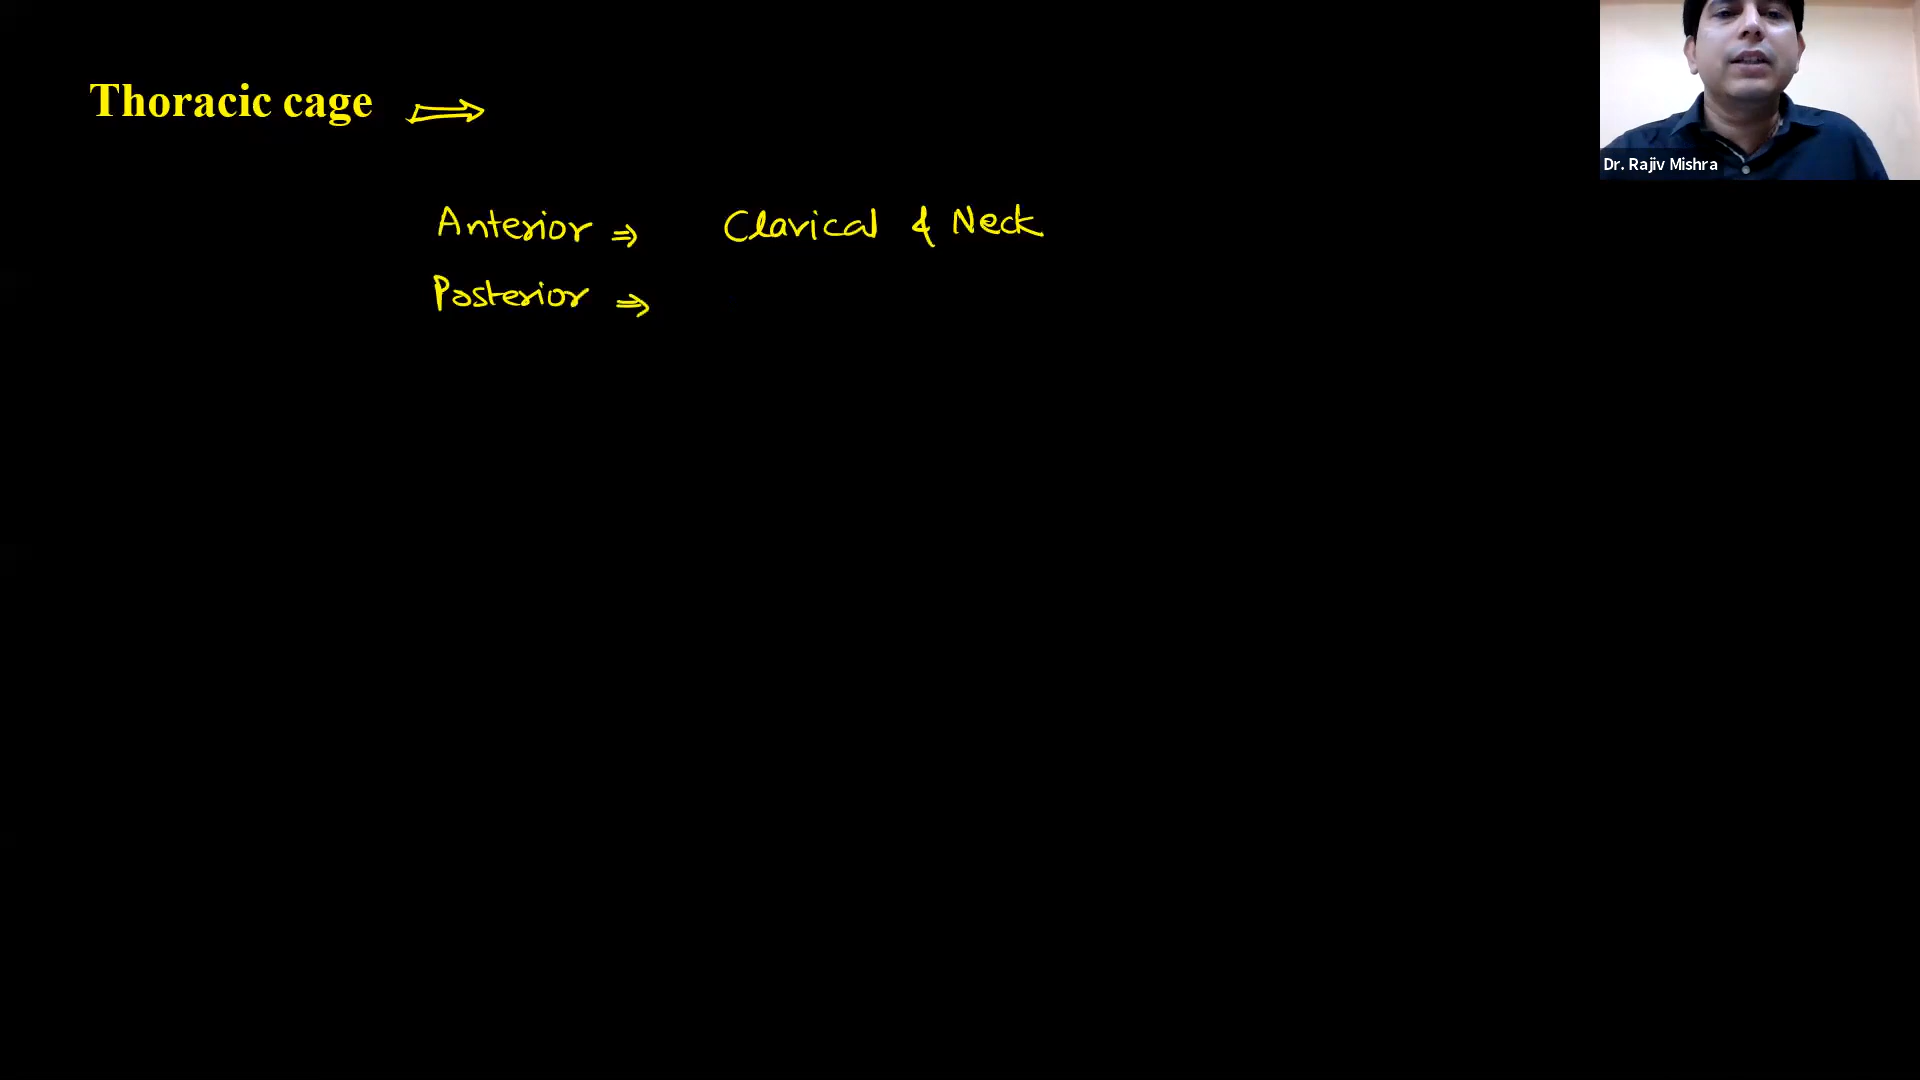 Thoracic cage ⇒
Anterior ⇒ Clavical & Neck
Posterior ⇒
Dr. Rajiv Mishra